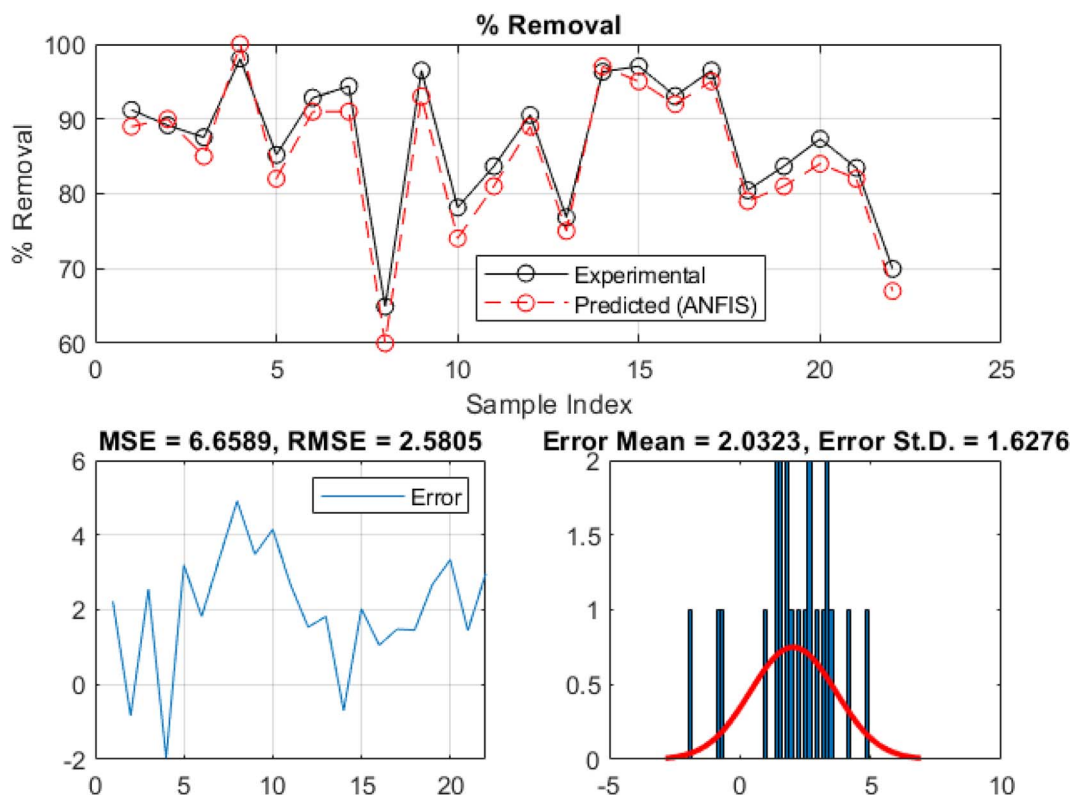 % Removal
100
90
80
70
60
% Removal
Experimental
Predicted (ANFIS)
0 5 10 15 20 25
Sample Index
MSE = 6.6589, RMSE = 2.5805
6
4
2
0
-2
Error
0 5 10 15 20
Error Mean = 2.0323, Error St.D. = 1.6276
2
1.5
1
0.5
0
-5 0 5 10